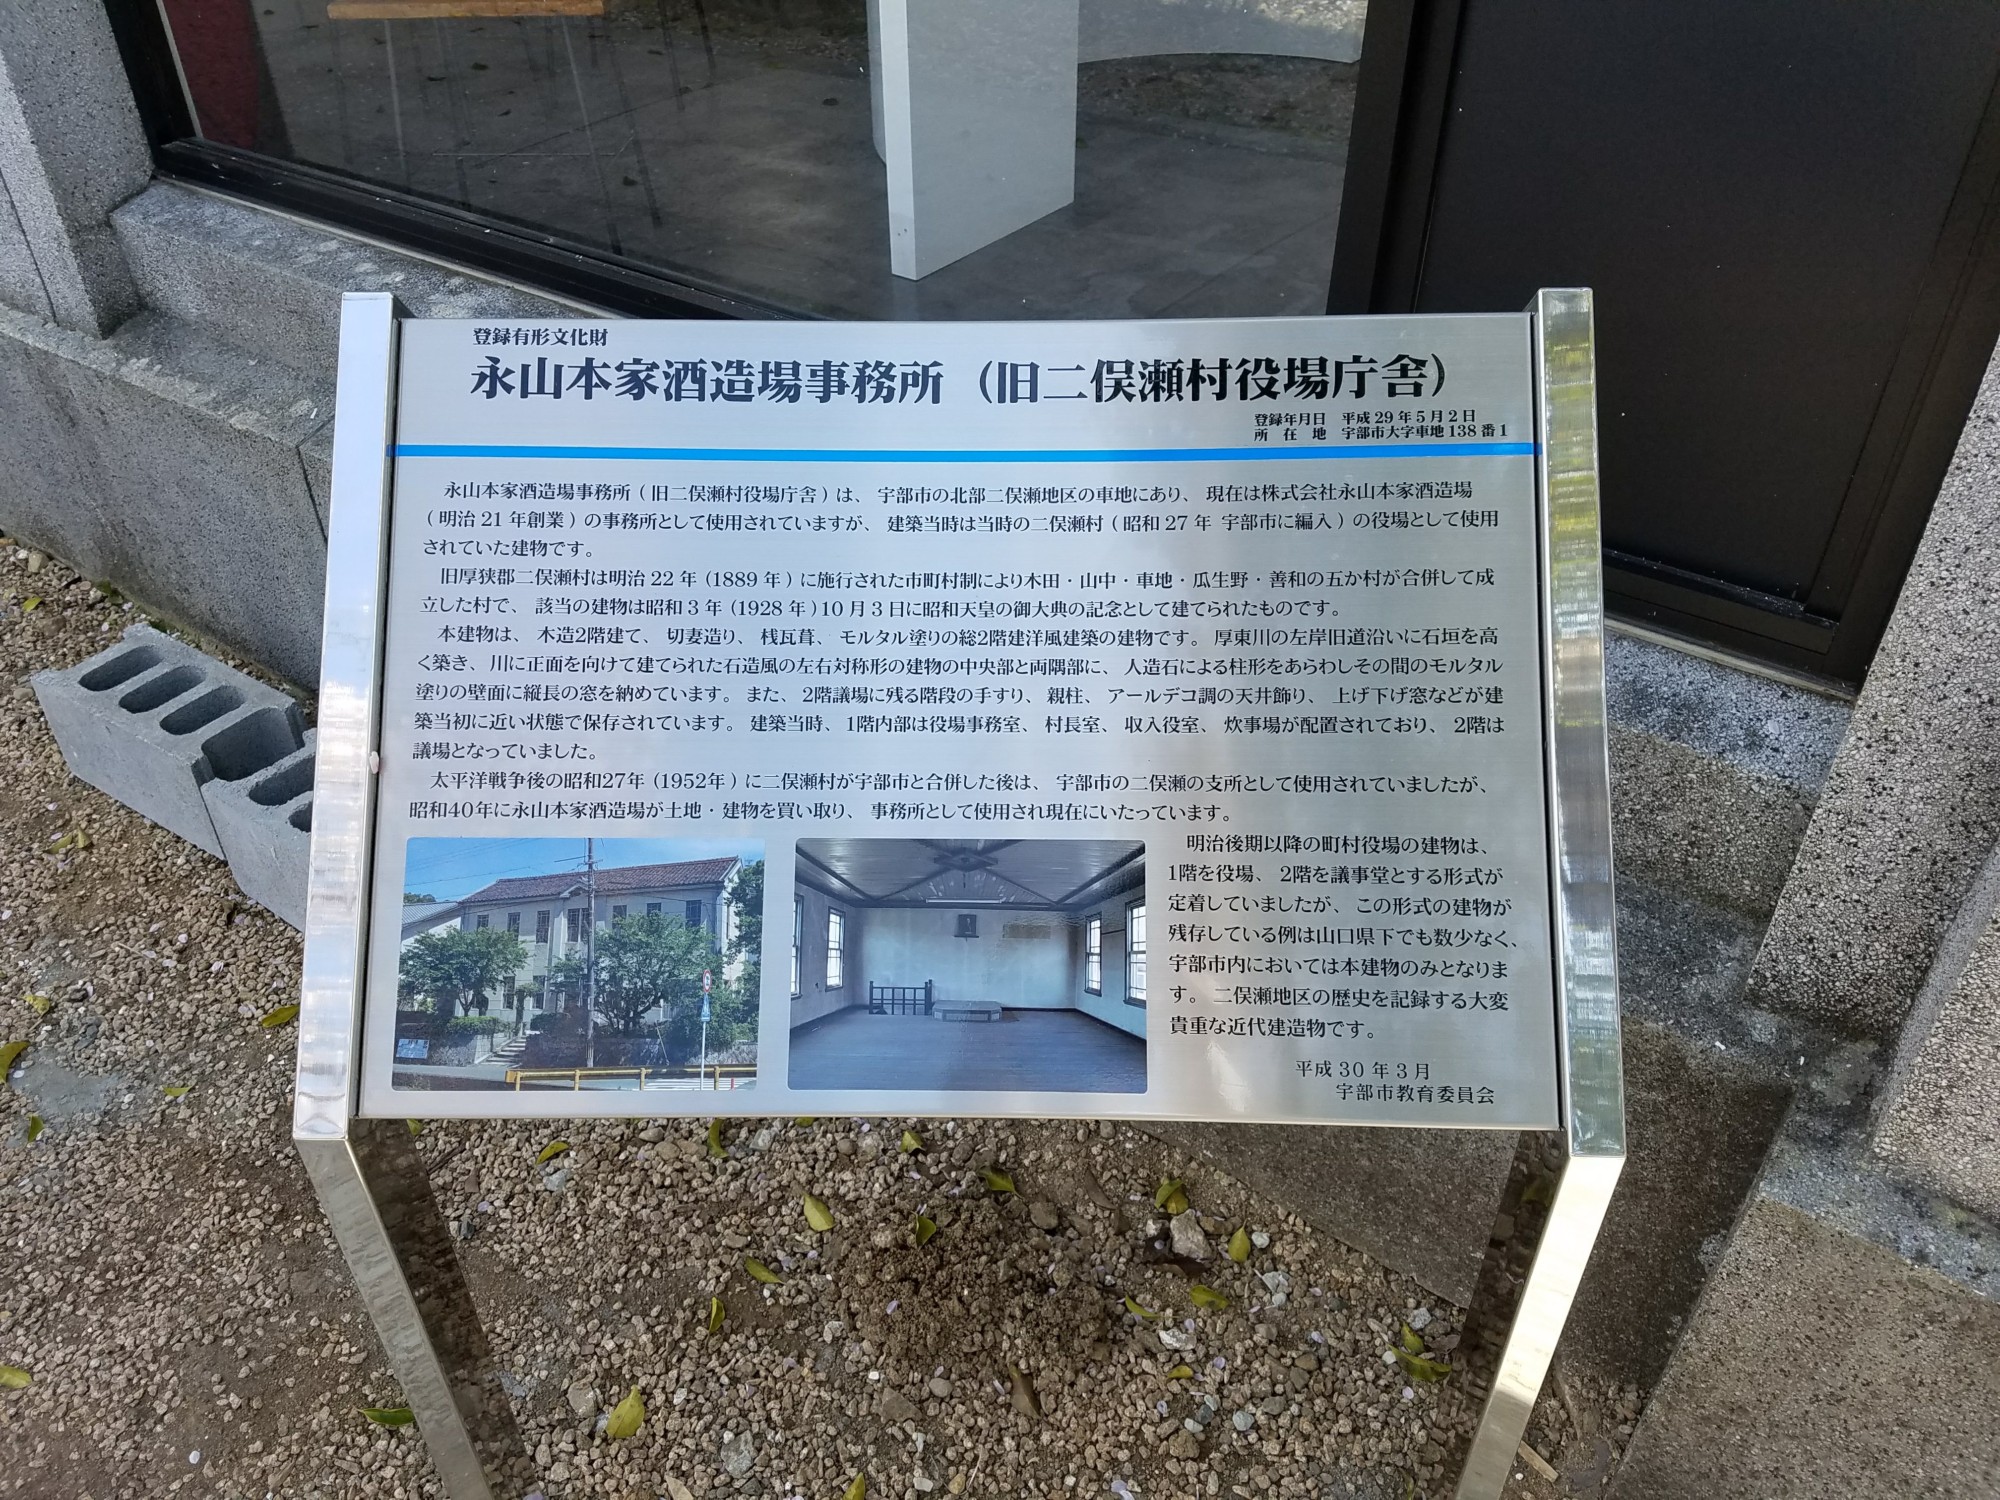 登録有形文化財
永山本家酒造場事務所（旧二俣瀬村役場庁舎）
登録年月日　平成29年5月2日
所　在　地　宇部市大字車地138番1
永山本家酒造場事務所（旧二俣瀬村役場庁舎）は、宇部市の北部二俣瀬地区の車地にあり、現在は株式会社永山本家酒造場
（明治21年創業）の事務所として使用されていますが、建築当時は当時の二俣瀬村（昭和27年 宇部市に編入）の役場として使用
されていた建物です。
旧厚狭郡二俣瀬村は明治22年（1889年）に施行された市町村制により木田・山中・車地・瓜生野・善和の五か村が合併して成
立した村で、該当の建物は昭和3年（1928年）10月3日に昭和天皇の御大典の記念として建てられたものです。
本建物は、木造2階建て、切妻造り、桟瓦葺、モルタル塗りの総2階建洋風建築の建物です。厚東川の左岸旧道沿いに石垣を高
く築き、川に正面を向けて建てられた石造風の左右対称形の建物の中央部と両隅部に、人造石による柱形をあらわしその間のモルタル
塗りの壁面に縦長の窓を納めています。また、2階議場に残る階段の手すり、親柱、アールデコ調の天井飾り、上げ下げ窓などが建
築当初に近い状態で保存されています。建築当時、1階内部は役場事務室、村長室、収入役室、炊事場が配置されており、2階は
議場となっていました。
太平洋戦争後の昭和27年（1952年）に二俣瀬村が宇部市と合併した後は、宇部市の二俣瀬の支所として使用されていましたが、
昭和40年に永山本家酒造場が土地・建物を買い取り、事務所として使用され現在にいたっています。
明治後期以降の町村役場の建物は、
1階を役場、2階を議事堂とする形式が
定着していましたが、この形式の建物が
残存している例は山口県下でも数少なく、
宇部市内においては本建物のみとなりま
す。二俣瀬地区の歴史を記録する大変
貴重な近代建造物です。
平成30年3月
宇部市教育委員会